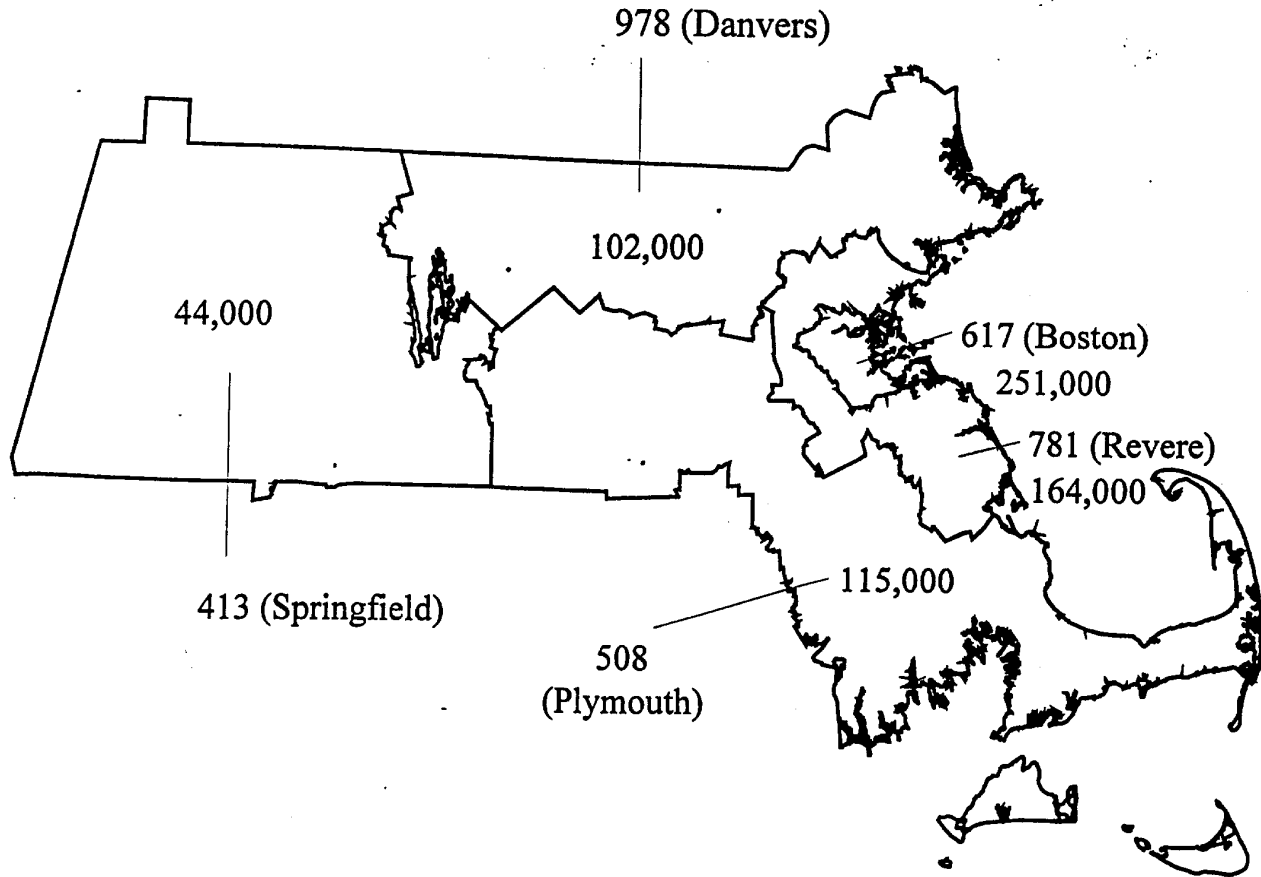 978 (Danvers)
102,000
44,000
617 (Boston)
251,000
781 (Revere)
164,000
115,000
413 (Springfield)
508
(Plymouth)